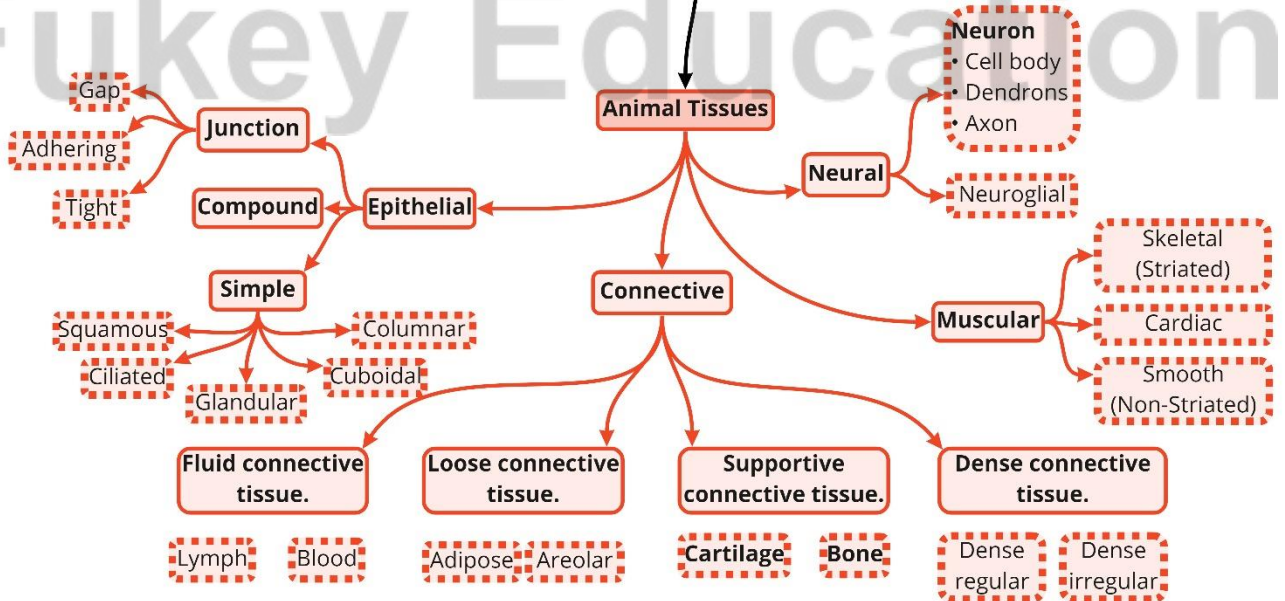 ukey Education
Animal Tissues
Neuron
• Cell body
• Dendrons
• Axon
Neural
Neuroglial
Gap
Adhering
Tight
Junction
Compound
Epithelial
Simple
Squamous
Ciliated
Glandular
Cuboidal
Columnar
Connective
Muscular
Skeletal
(Striated)
Cardiac
Smooth
(Non-Striated)
Fluid connective
tissue.
Lymph
Blood
Loose connective
tissue.
Adipose
Areolar
Supportive
connective tissue.
Cartilage
Bone
Dense connective
tissue.
Dense
regular
Dense
irregular